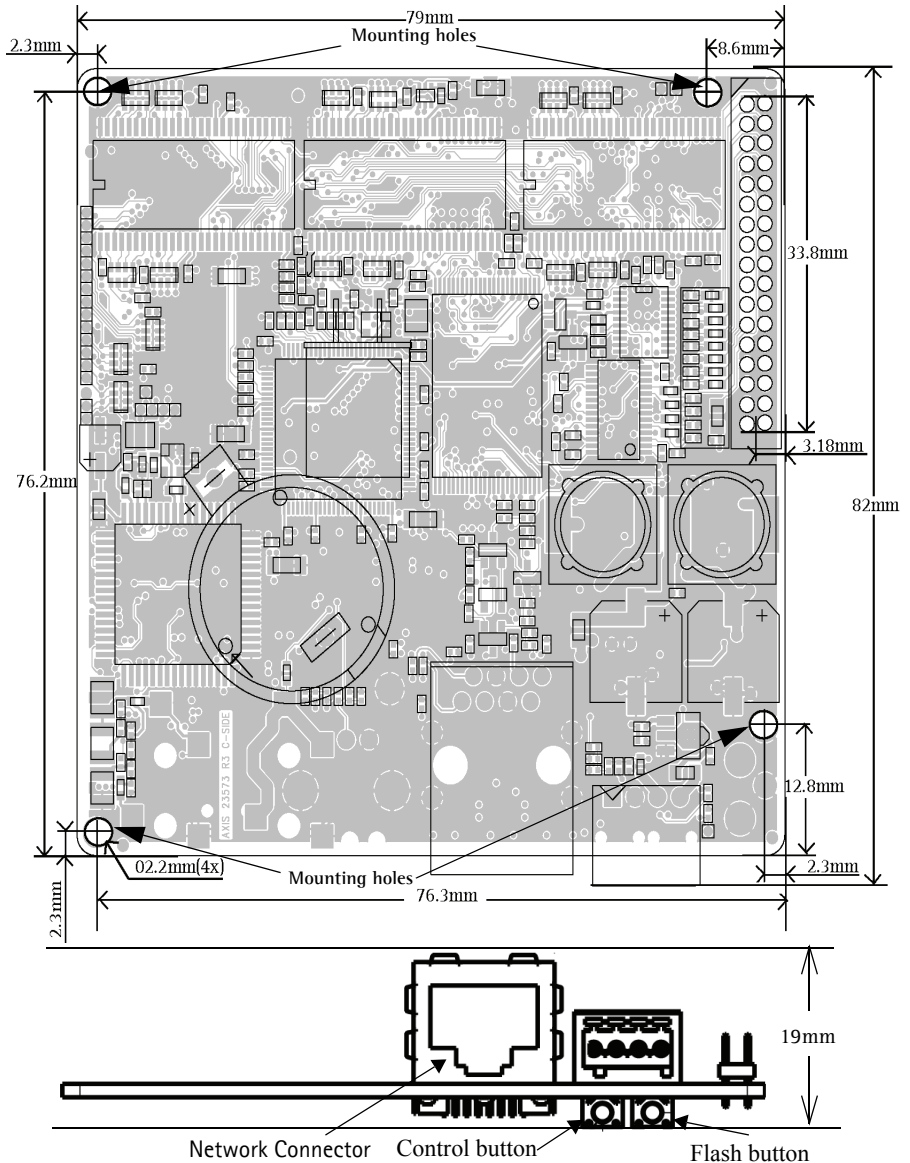 79mm
Mounting holes
2.3mm
8.6mm
33.8mm
3.18mm
76.2mm
82mm
+
+
+
AXIS 23573 R3 C-SIDE
12.8mm
02.2mm(4x)
Mounting holes
2.3mm
76.3mm
2.3mm
19mm
Network Connector
Control button
Flash button